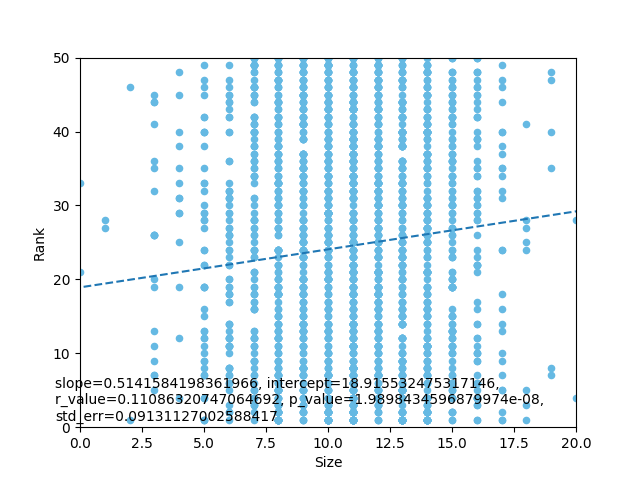 50
40
30
20
10
0
Rank
slope=0.5141584198361966, intercept=18.915532475317146,
r_value=0.11086320747064692, p_value=1.9898434596879974e-08,
std_err=0.09131127002588417
0.0 2.5 5.0 7.5 10.0 12.5 15.0 17.5 20.0
Size